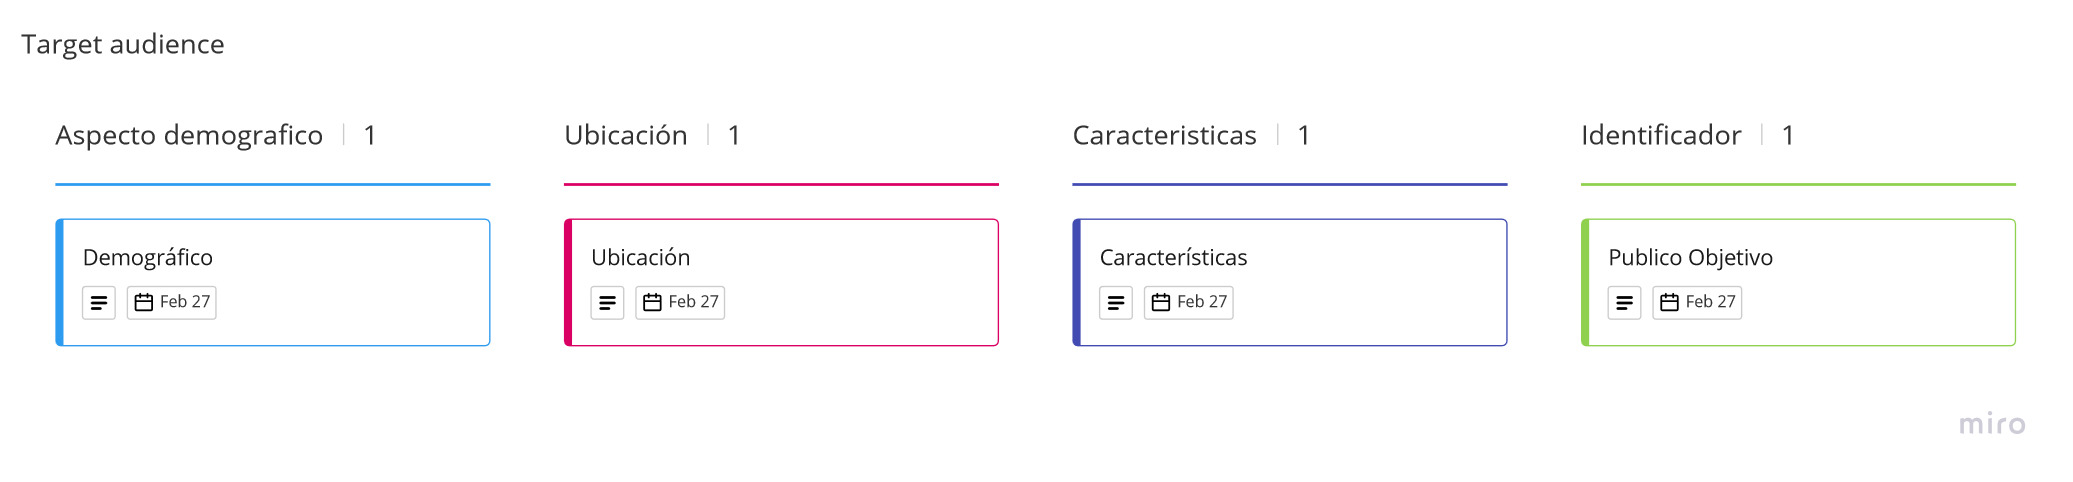 Target audience
Aspecto demografico | 1
Ubicación | 1
Caracteristicas | 1
Identificador | 1
Demográfico
Feb 27
Ubicación
Feb 27
Características
Feb 27
Publico Objetivo
Feb 27
miro